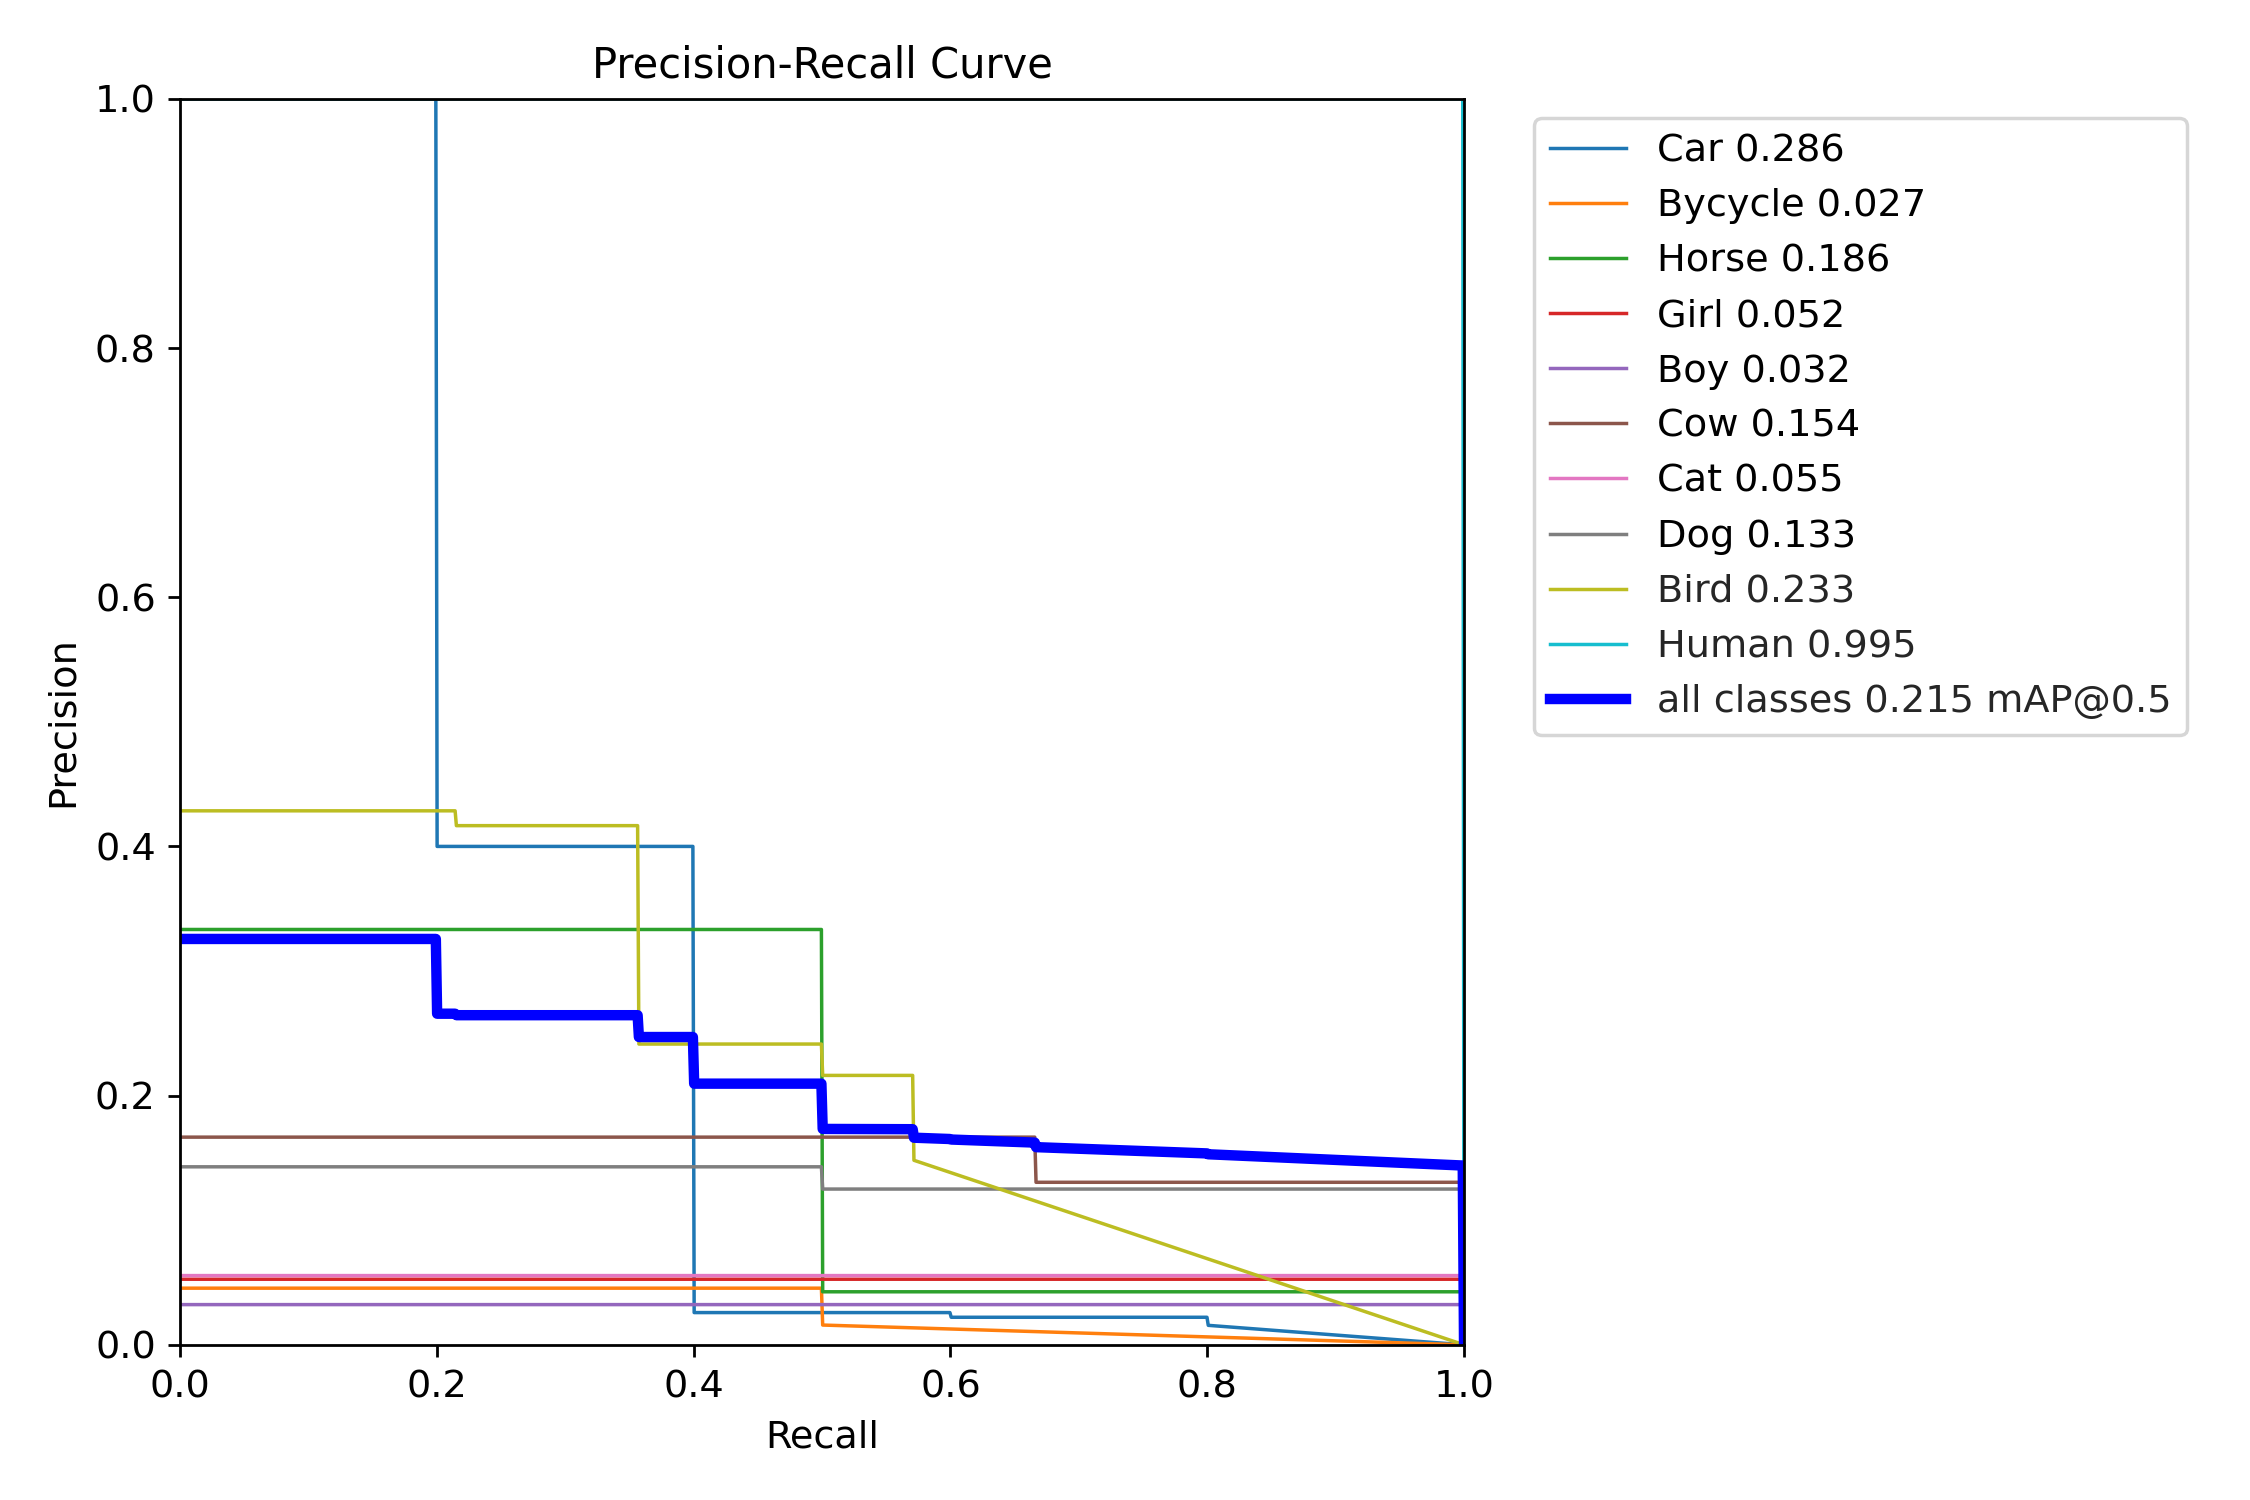 Precision-Recall Curve
1.0
0.8
0.6
0.4
0.2
0.0
Precision
0.0 0.2 0.4 0.6 0.8 1.0
Recall
Car 0.286
Bycycle 0.027
Horse 0.186
Girl 0.052
Boy 0.032
Cow 0.154
Cat 0.055
Dog 0.133
Bird 0.233
Human 0.995
all classes 0.215 mAP@0.5